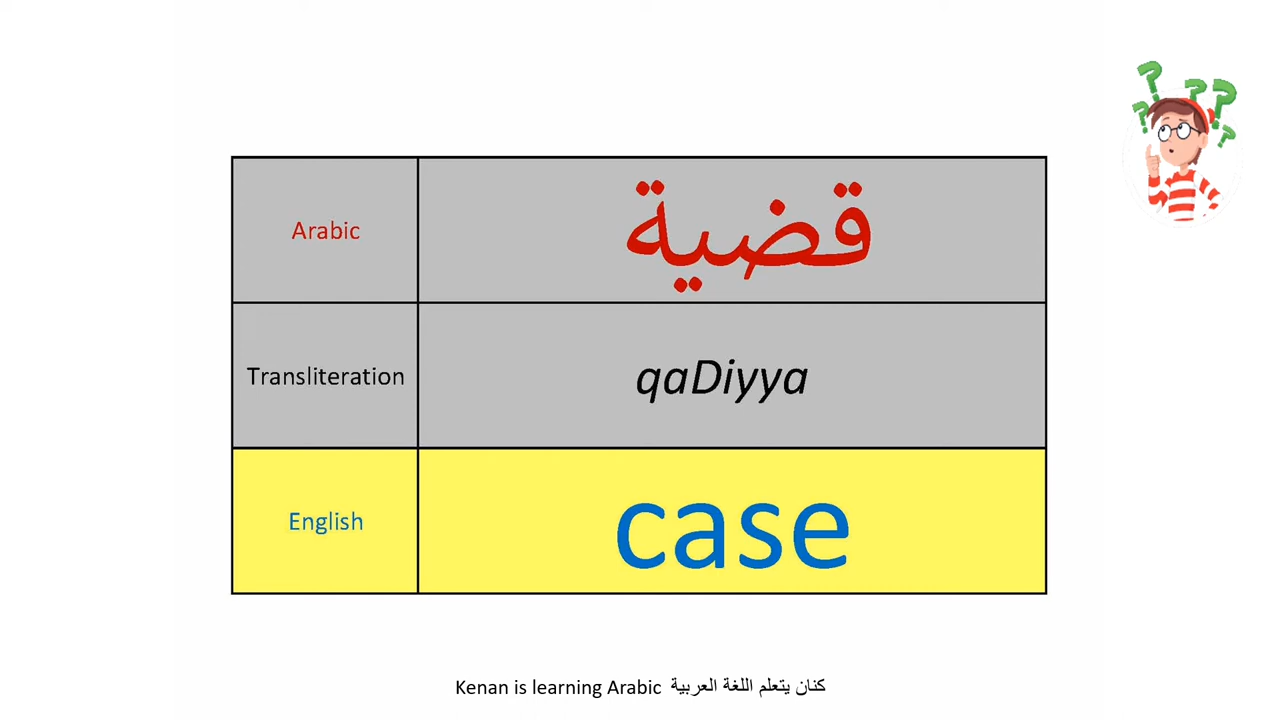 Arabic قضية
Transliteration qaDiyya
English case
Kenan is learning Arabic كنان يتعلم اللغة العربية